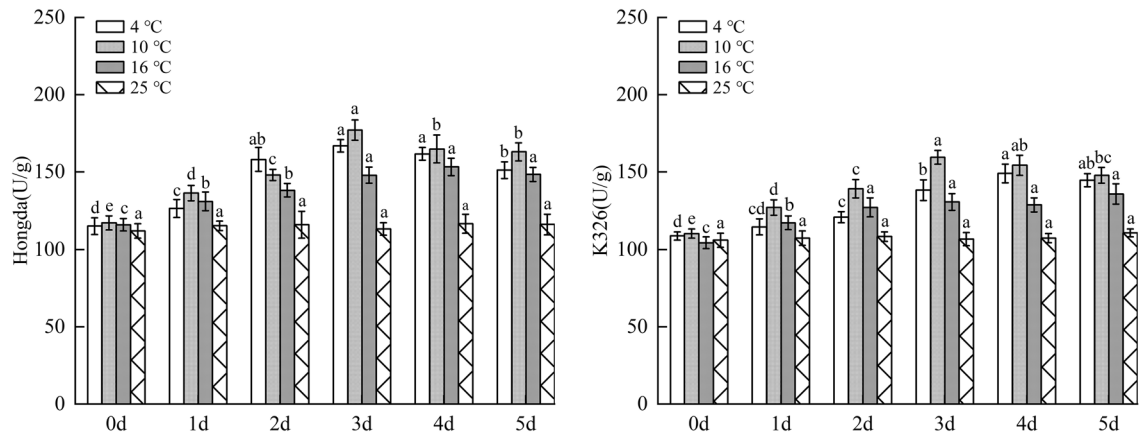 250
200
150
100
50
0
Hongda(U/g)
4 ℃
10 ℃
16 ℃
25 ℃
d e c a
c d b a
ab c b a
a a a a
a b a a
b b a a
0d 1d 2d 3d 4d 5d
250
200
150
100
50
0
K326(U/g)
4 ℃
10 ℃
16 ℃
25 ℃
d e c a
cd d b a
c c a a
a a a a
a ab a a
ab bc a a
0d 1d 2d 3d 4d 5d